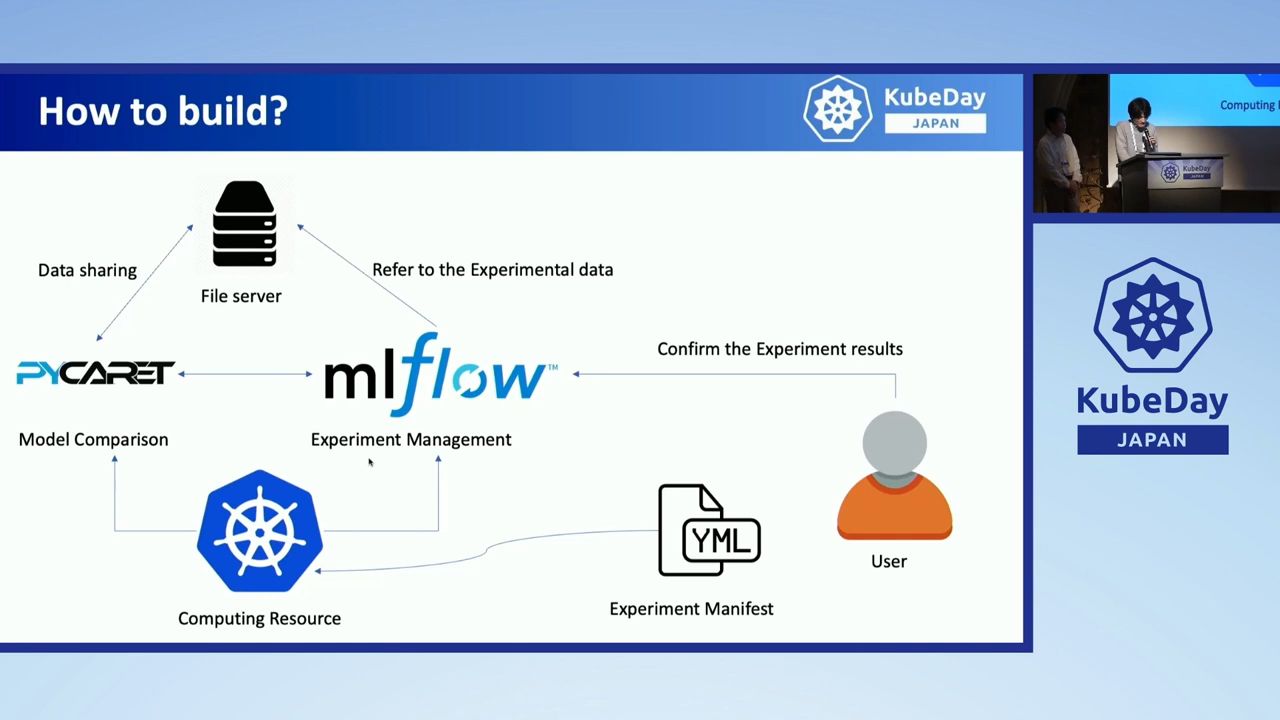 How to build?
KubeDay
JAPAN
Data sharing
Refer to the Experimental data
File server
PYCARET
mlflow™
Confirm the Experiment results
Model Comparison
Experiment Management
YML
User
Experiment Manifest
Computing Resource
Computing
KubeDay
JAPAN
KubeDay
JAPAN